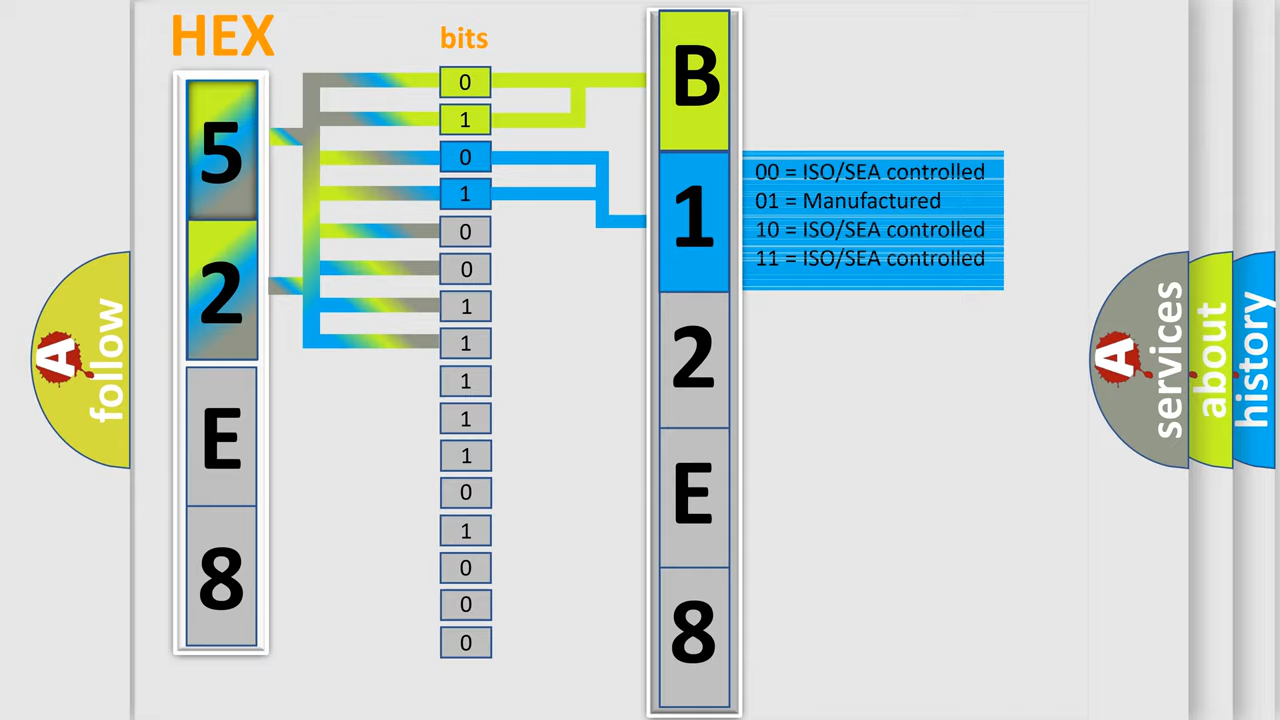 HEX
bits
5
2
E
8
0
1
0
1
0
0
1
1
1
1
1
0
1
0
0
0
B
1
2
E
8
00 = ISO/SEA controlled
01 = Manufactured
10 = ISO/SEA controlled
11 = ISO/SEA controlled
A
follow
A
services
about
history